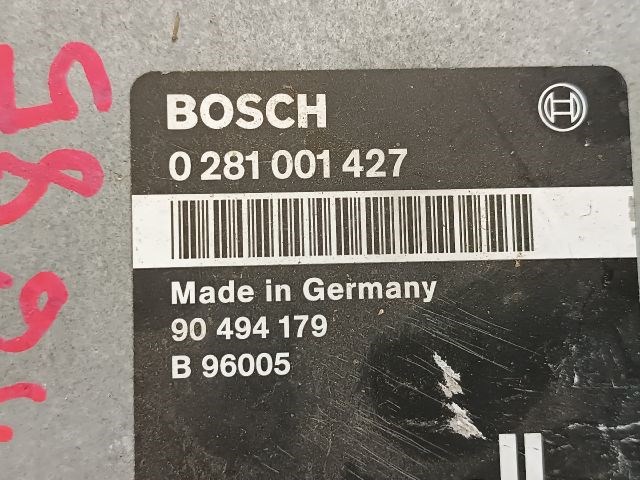 BOSCH
0 281 001 427
Made in Germany
90 494 179
B 96005